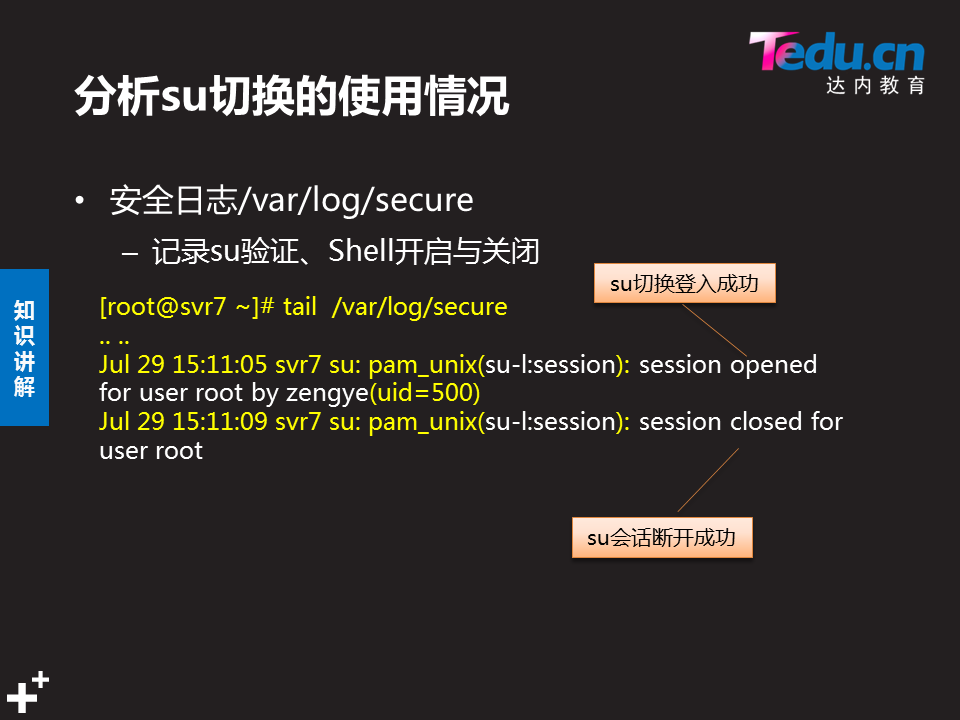 Tedu.cn
达内教育
分析su切换的使用情况
• 安全日志/var/log/secure
– 记录su验证、Shell开启与关闭
su切换登入成功
知识讲解
[root@svr7 ~]# tail  /var/log/secure
.. ..
Jul 29 15:11:05 svr7 su: pam_unix(su-l:session): session opened
for user root by zengye(uid=500)
Jul 29 15:11:09 svr7 su: pam_unix(su-l:session): session closed for
user root
su会话断开成功